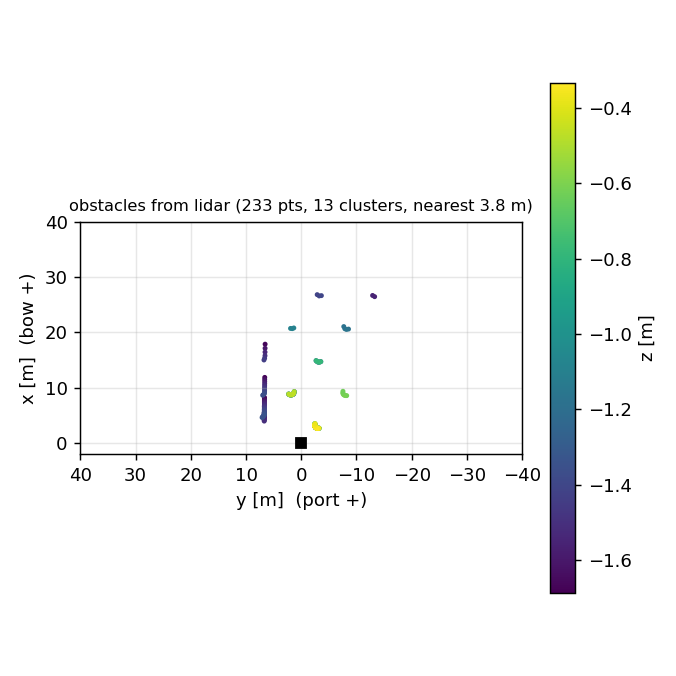 obstacles from lidar (233 pts, 13 clusters, nearest 3.8 m)
40
30
20
10
0
x [m]  (bow +)
40 30 20 10 0 −10 −20 −30 −40
y [m]  (port +)
−0.4
−0.6
−0.8
−1.0
−1.2
−1.4
−1.6
z [m]